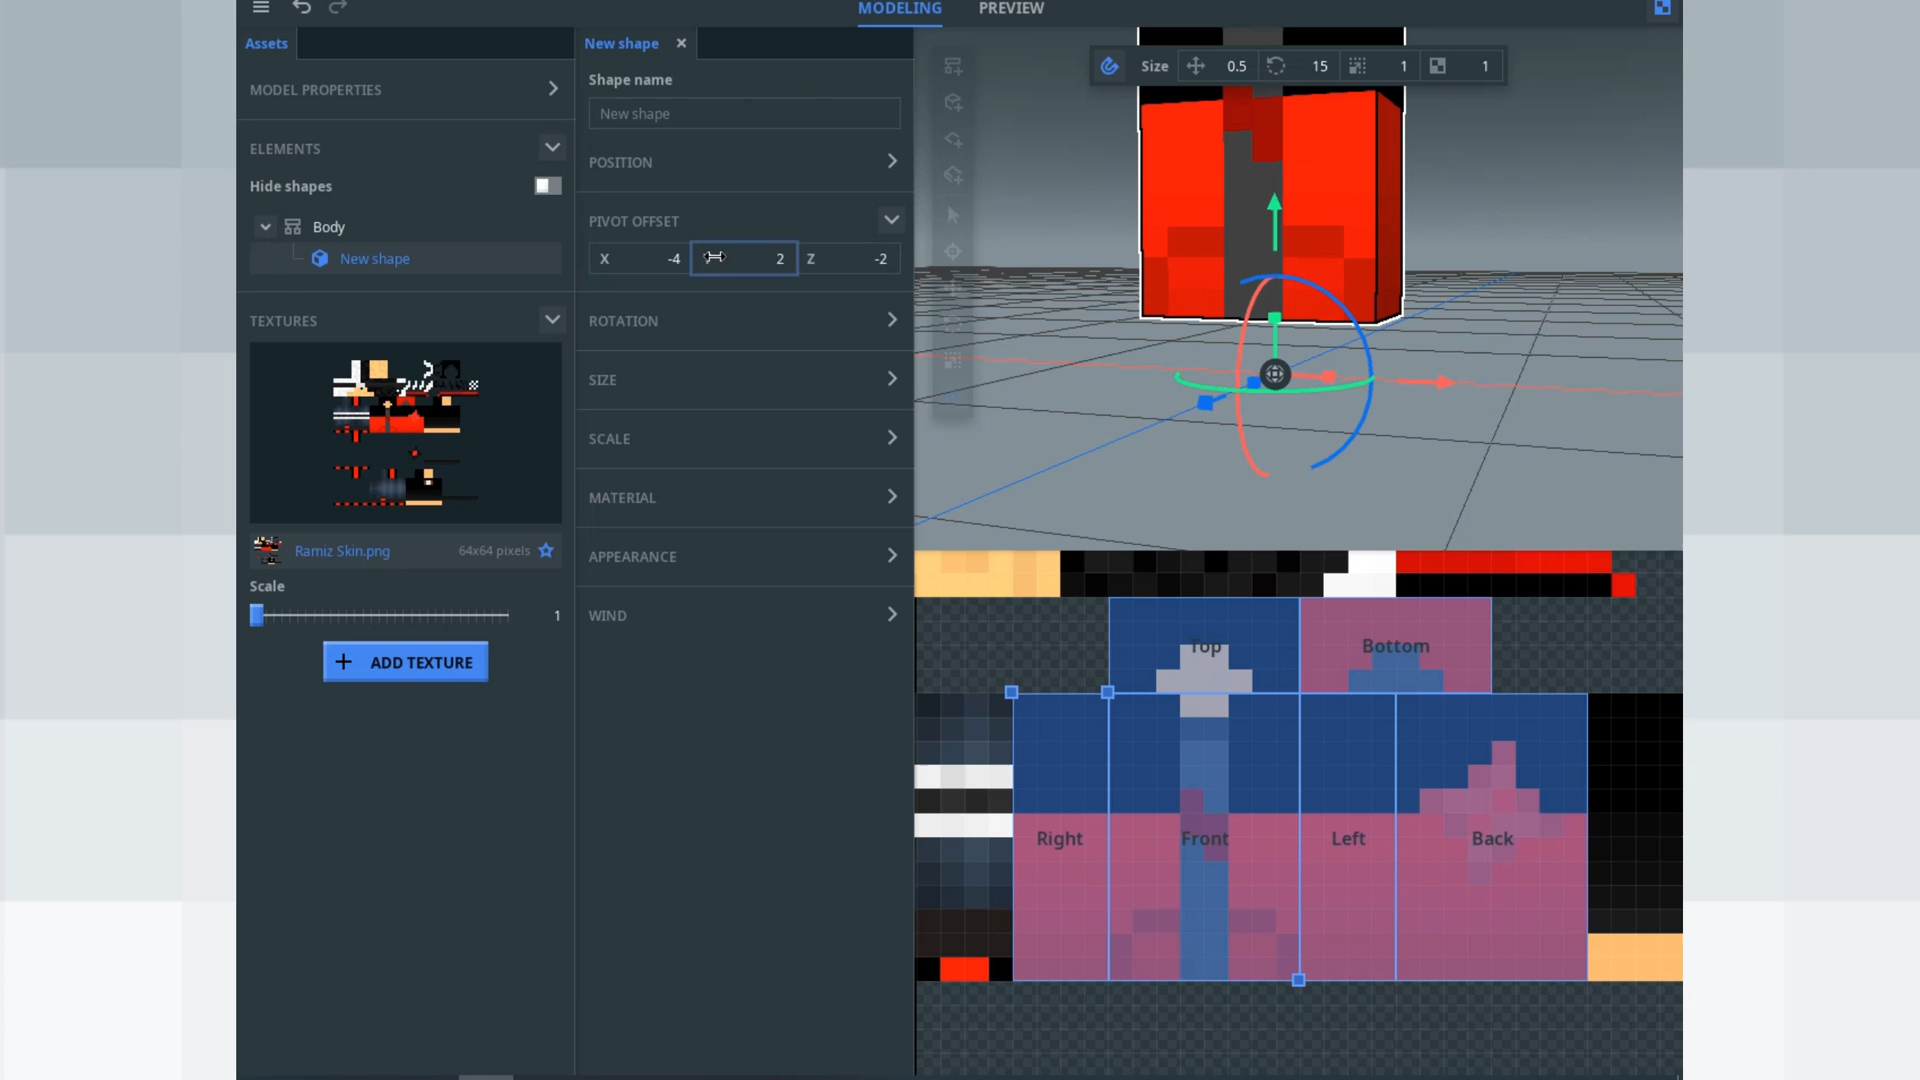 MODELING
PREVIEW
Assets
MODEL PROPERTIES
ELEMENTS
Hide shapes
Body
New shape
TEXTURES
Ramiz Skin.png
64x64 pixels
Scale
1
+ ADD TEXTURE
New shape
Shape name
New shape
POSITION
PIVOT OFFSET
X -4
2
Z -2
ROTATION
SIZE
SCALE
MATERIAL
APPEARANCE
WIND
Size 0.5 15 1 1
Top
Bottom
Right
Front
Left
Back